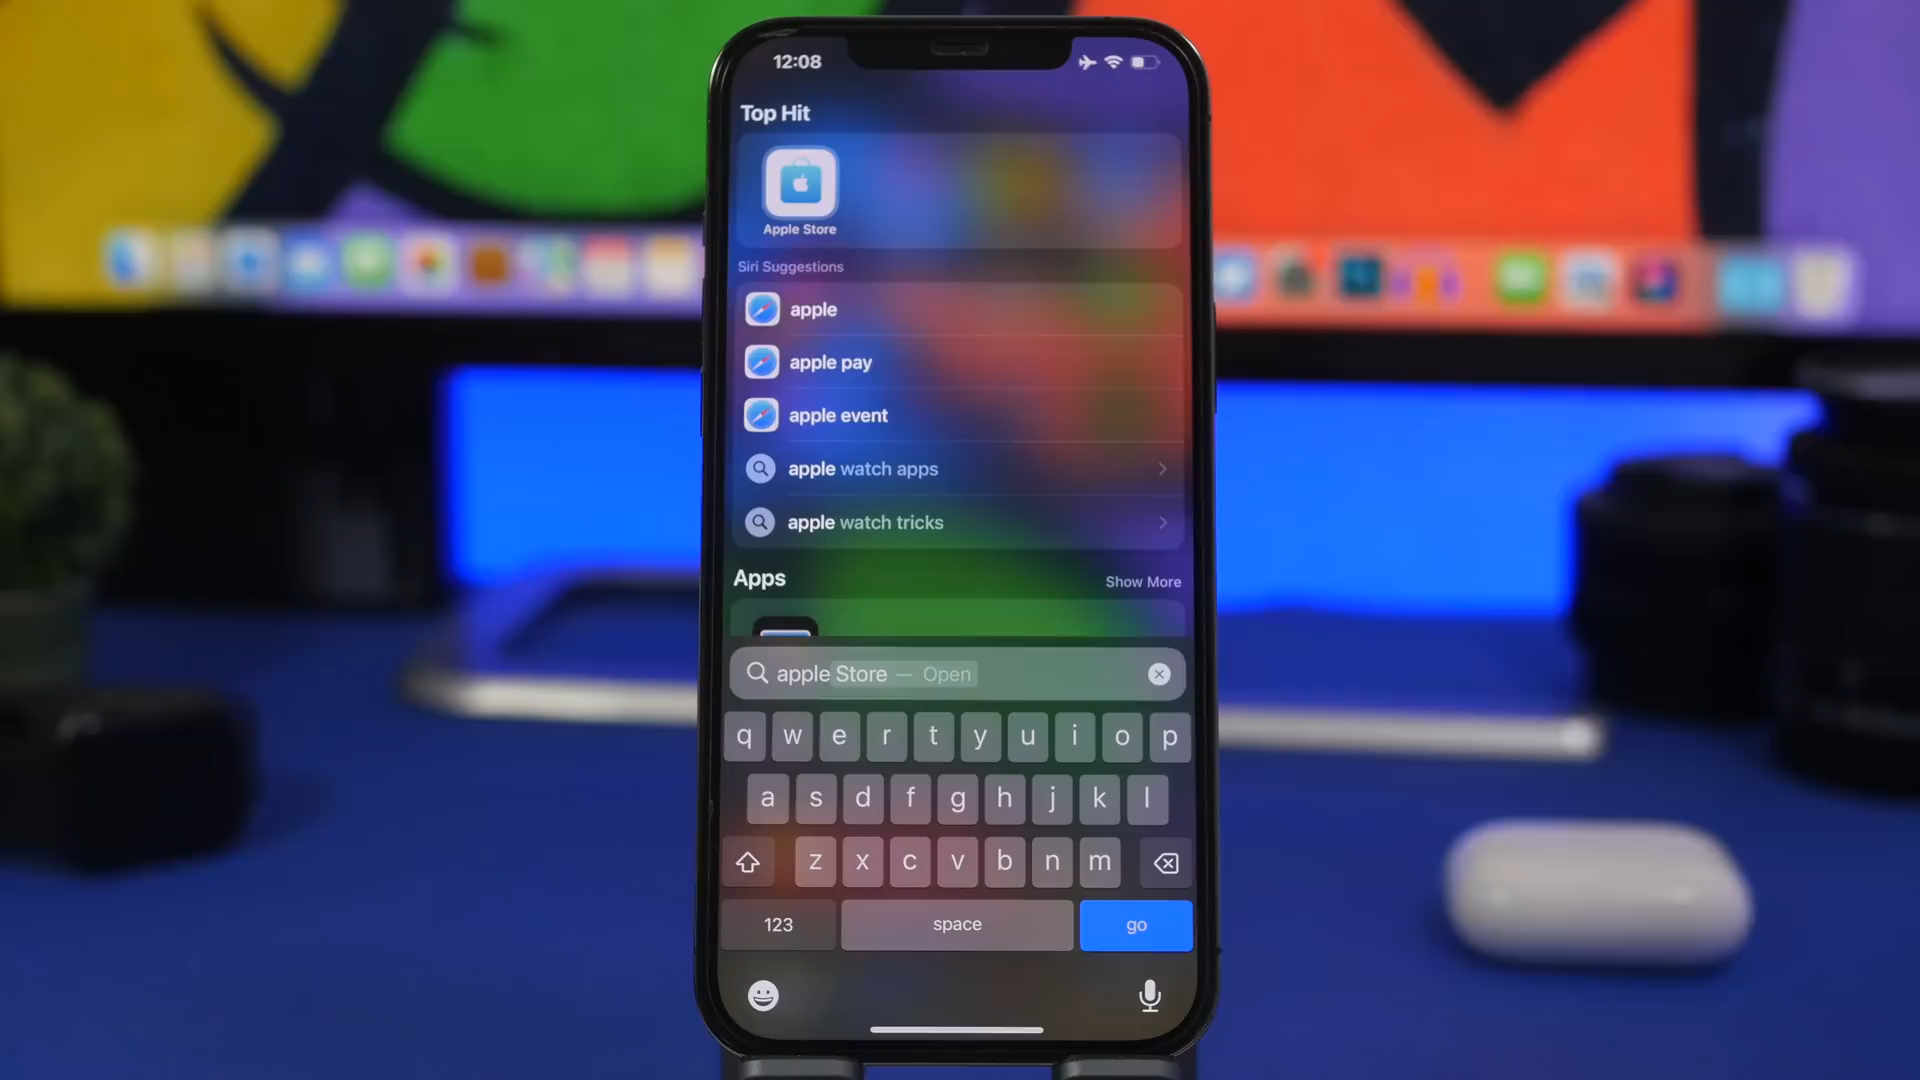 12:08
Top Hit
Apple Store
Siri Suggestions
apple
apple pay
apple event
apple watch apps
apple watch tricks
Apps
Show More
apple Store — Open
q w e r t y u i o p
a s d f g h j k l
z x c v b n m
123
space
go